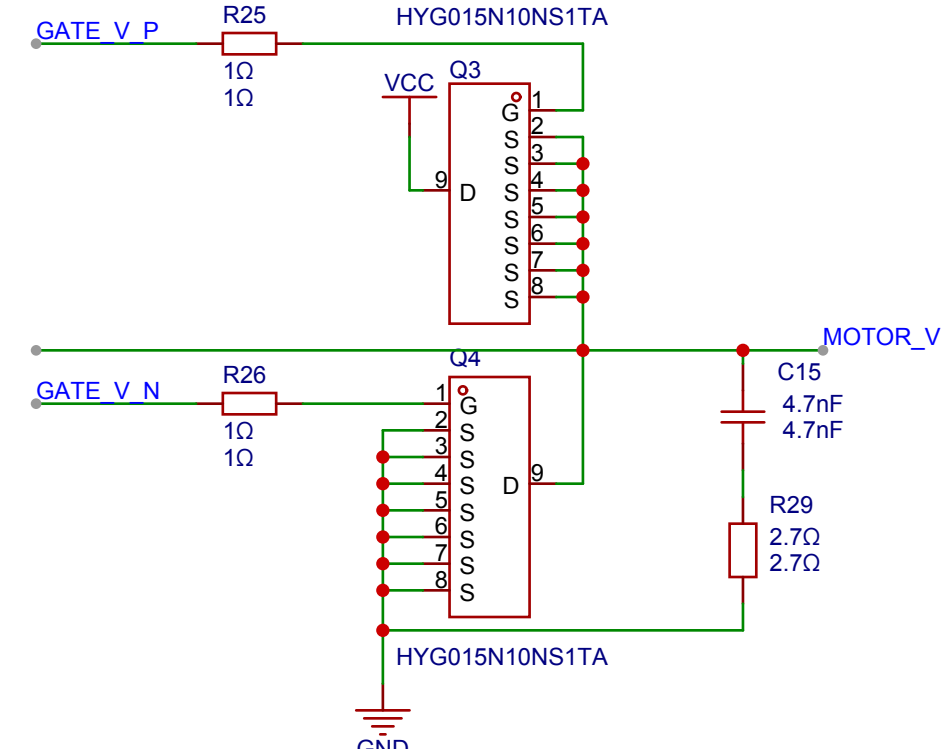 R25
HYG015N10NS1TA
GATE_V_P
1Ω
1Ω
VCC
Q3
G 1
S 2
S 3
S 4
9 D
S 5
S 6
S 7
S 8
MOTOR_V
Q4
R26
GATE_V_N
1Ω
1Ω
1 G
2 S
3 S
4 S
5 S
6 S
7 S
8 S
D 9
C15
4.7nF
4.7nF
R29
2.7Ω
2.7Ω
HYG015N10NS1TA
GND